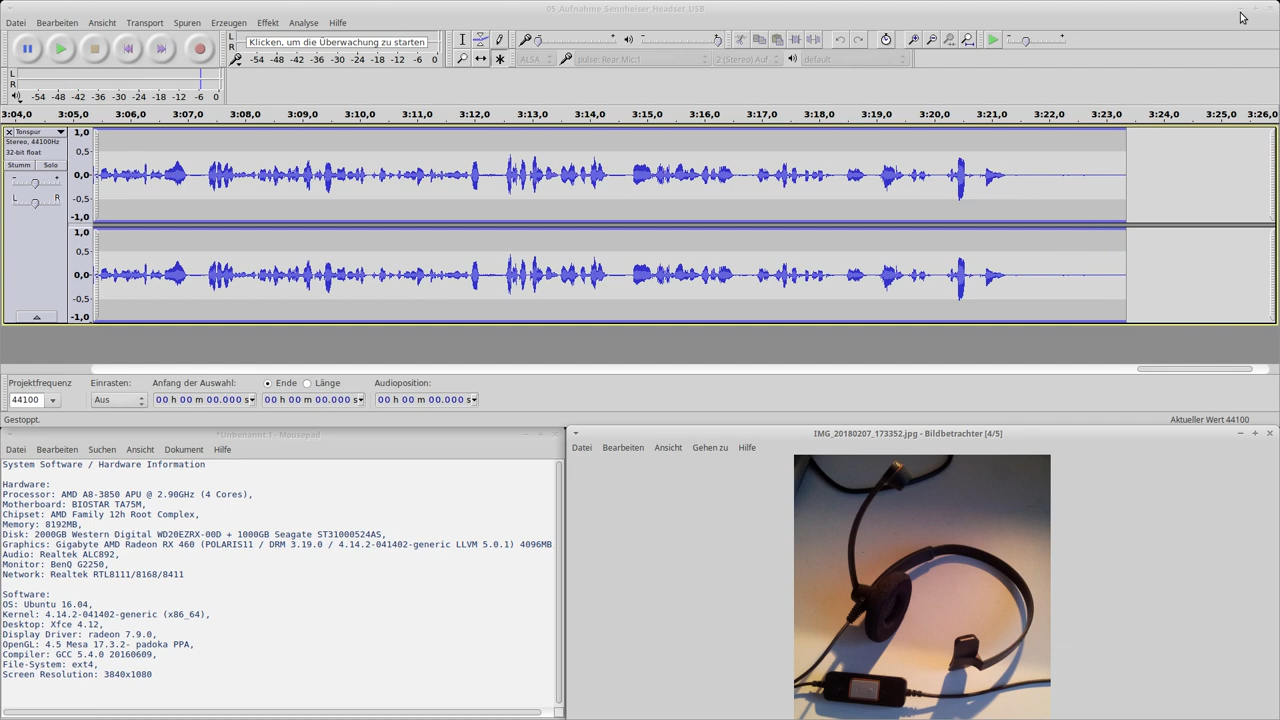 05_Aufnahme_Sennheiser_Headset_USB
Datei Bearbeiten Ansicht Transport Spuren Erzeugen Effekt Analyse Hilfe
L
R
Klicken, um die Überwachung zu starten
-54 -48 -42 -36 -30 -24 -18 -12 -6 0
ALSA pulse: Rear Mic:1 2 (Stereo) Auf default
L
R
-54 -48 -42 -36 -30 -24 -18 -12 -6 0
3:04,0 3:05,0 3:06,0 3:07,0 3:08,0 3:09,0 3:10,0 3:11,0 3:12,0 3:13,0 3:14,0 3:15,0 3:16,0 3:17,0 3:18,0 3:19,0 3:20,0 3:21,0 3:22,0 3:23,0 3:24,0 3:25,0 3:26,0
Tonspur
Stereo, 44100Hz
32-bit float
Stumm Solo
- +
L R
1,0
0,5
0,0
-0,5
-1,0
1,0
0,5
0,0
-0,5
-1,0
Projektfrequenz Einrasten: Anfang der Auswahl: Ende Länge Audioposition:
44100 Aus 00 h 00 m 00.000 s 00 h 00 m 00.000 s 00 h 00 m 00.000 s
Gestoppt. Aktueller Wert 44100
*Unbenannt 1 - Mousepad
Datei Bearbeiten Suchen Ansicht Dokument Hilfe
System Software / Hardware Information
Hardware:
Processor: AMD A8-3850 APU @ 2.90GHz (4 Cores),
Motherboard: BIOSTAR TA75M,
Chipset: AMD Family 12h Root Complex,
Memory: 8192MB,
Disk: 2000GB Western Digital WD20EZRX-00D + 1000GB Seagate ST31000524AS,
Graphics: Gigabyte AMD Radeon RX 460 (POLARIS11 / DRM 3.19.0 / 4.14.2-041402-generic LLVM 5.0.1) 4096MB
Audio: Realtek ALC892,
Monitor: BenQ G2250,
Network: Realtek RTL8111/8168/8411
Software:
OS: Ubuntu 16.04,
Kernel: 4.14.2-041402-generic (x86_64),
Desktop: Xfce 4.12,
Display Driver: radeon 7.9.0,
OpenGL: 4.5 Mesa 17.3.2- padoka PPA,
Compiler: GCC 5.4.0 20160609,
File-System: ext4,
Screen Resolution: 3840x1080
IMG_20180207_173352.jpg - Bildbetrachter [4/5]
Datei Bearbeiten Ansicht Gehen zu Hilfe